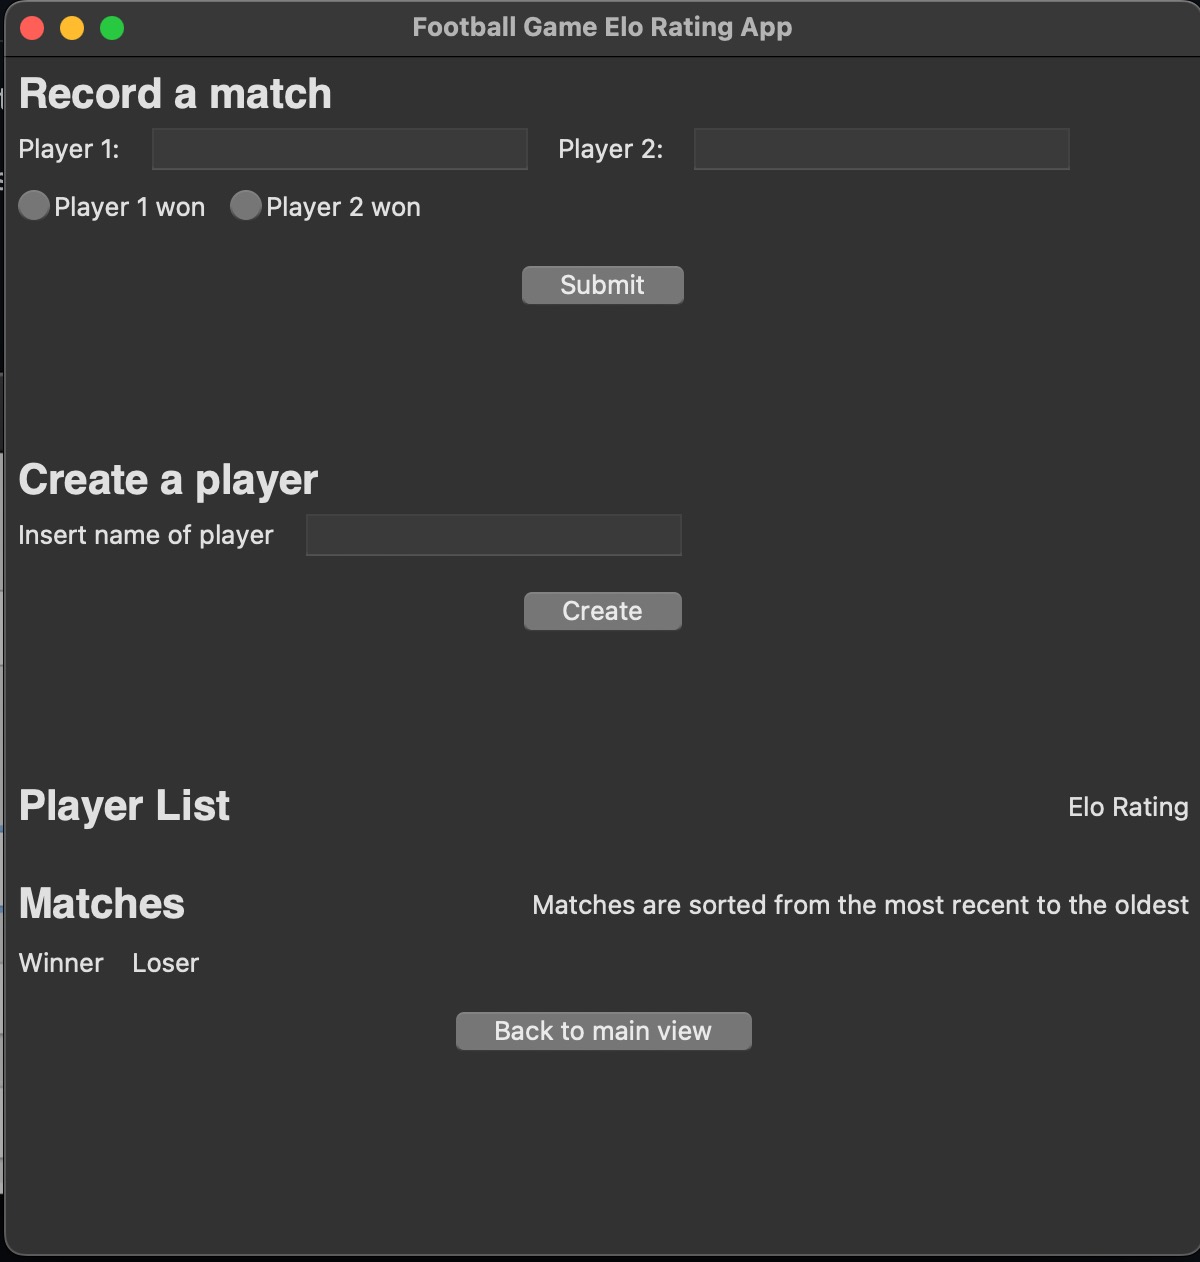 Football Game Elo Rating App
Record a match
Player 1: Player 2:
Player 1 won Player 2 won
Submit
Create a player
Insert name of player
Create
Player List Elo Rating
Matches Matches are sorted from the most recent to the oldest
Winner Loser
Back to main view